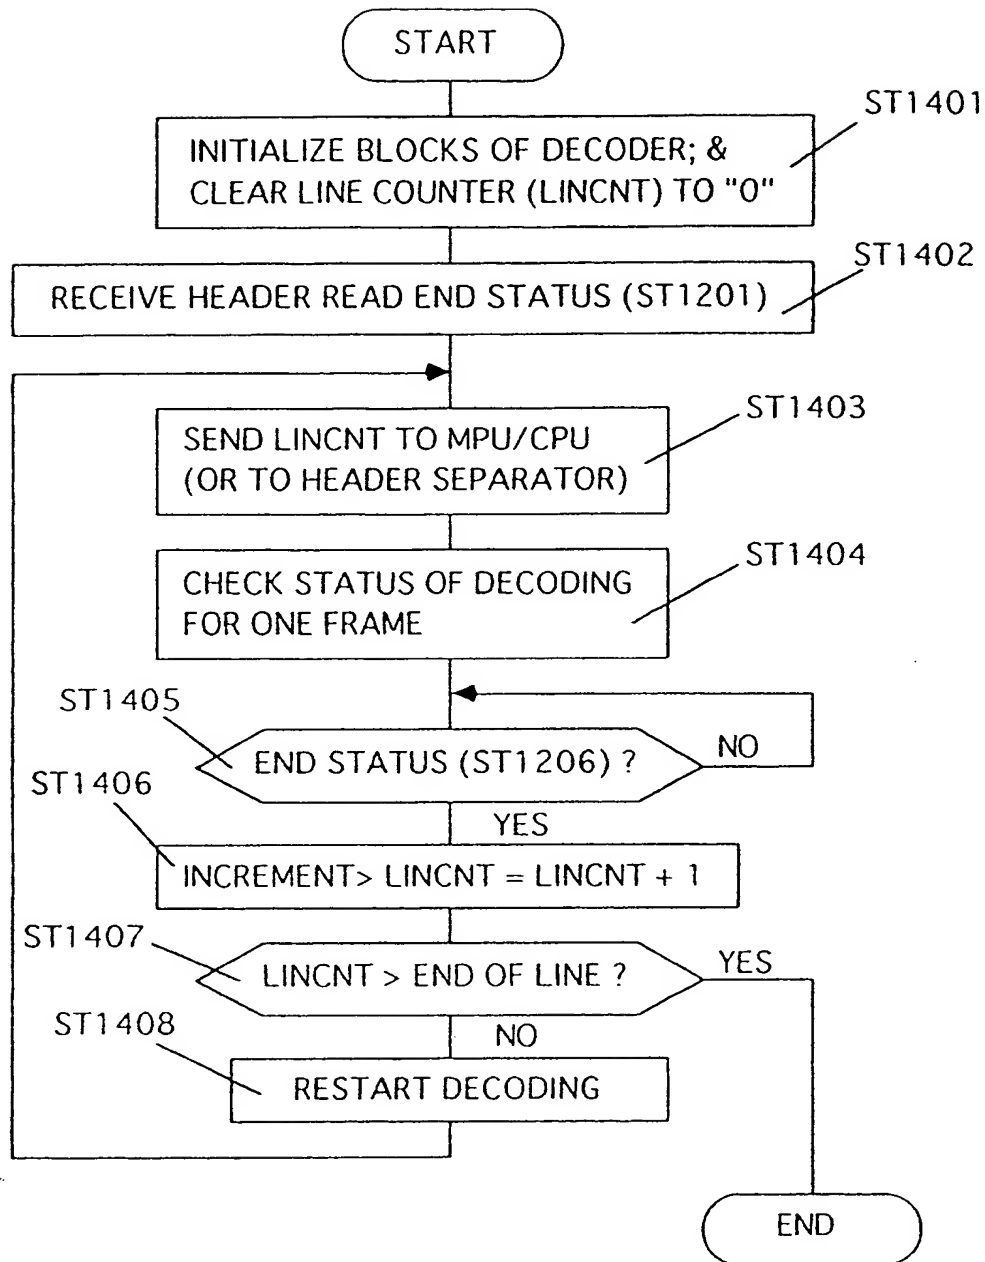 START
ST1401
INITIALIZE BLOCKS OF DECODER; &
CLEAR LINE COUNTER (LINCNT) TO "0"
ST1402
RECEIVE HEADER READ END STATUS (ST1201)
ST1403
SEND LINCNT TO MPU/CPU
(OR TO HEADER SEPARATOR)
ST1404
CHECK STATUS OF DECODING
FOR ONE FRAME
ST1405
END STATUS (ST1206) ?
NO
YES
ST1406
INCREMENT> LINCNT = LINCNT + 1
ST1407
LINCNT > END OF LINE ?
YES
NO
ST1408
RESTART DECODING
END